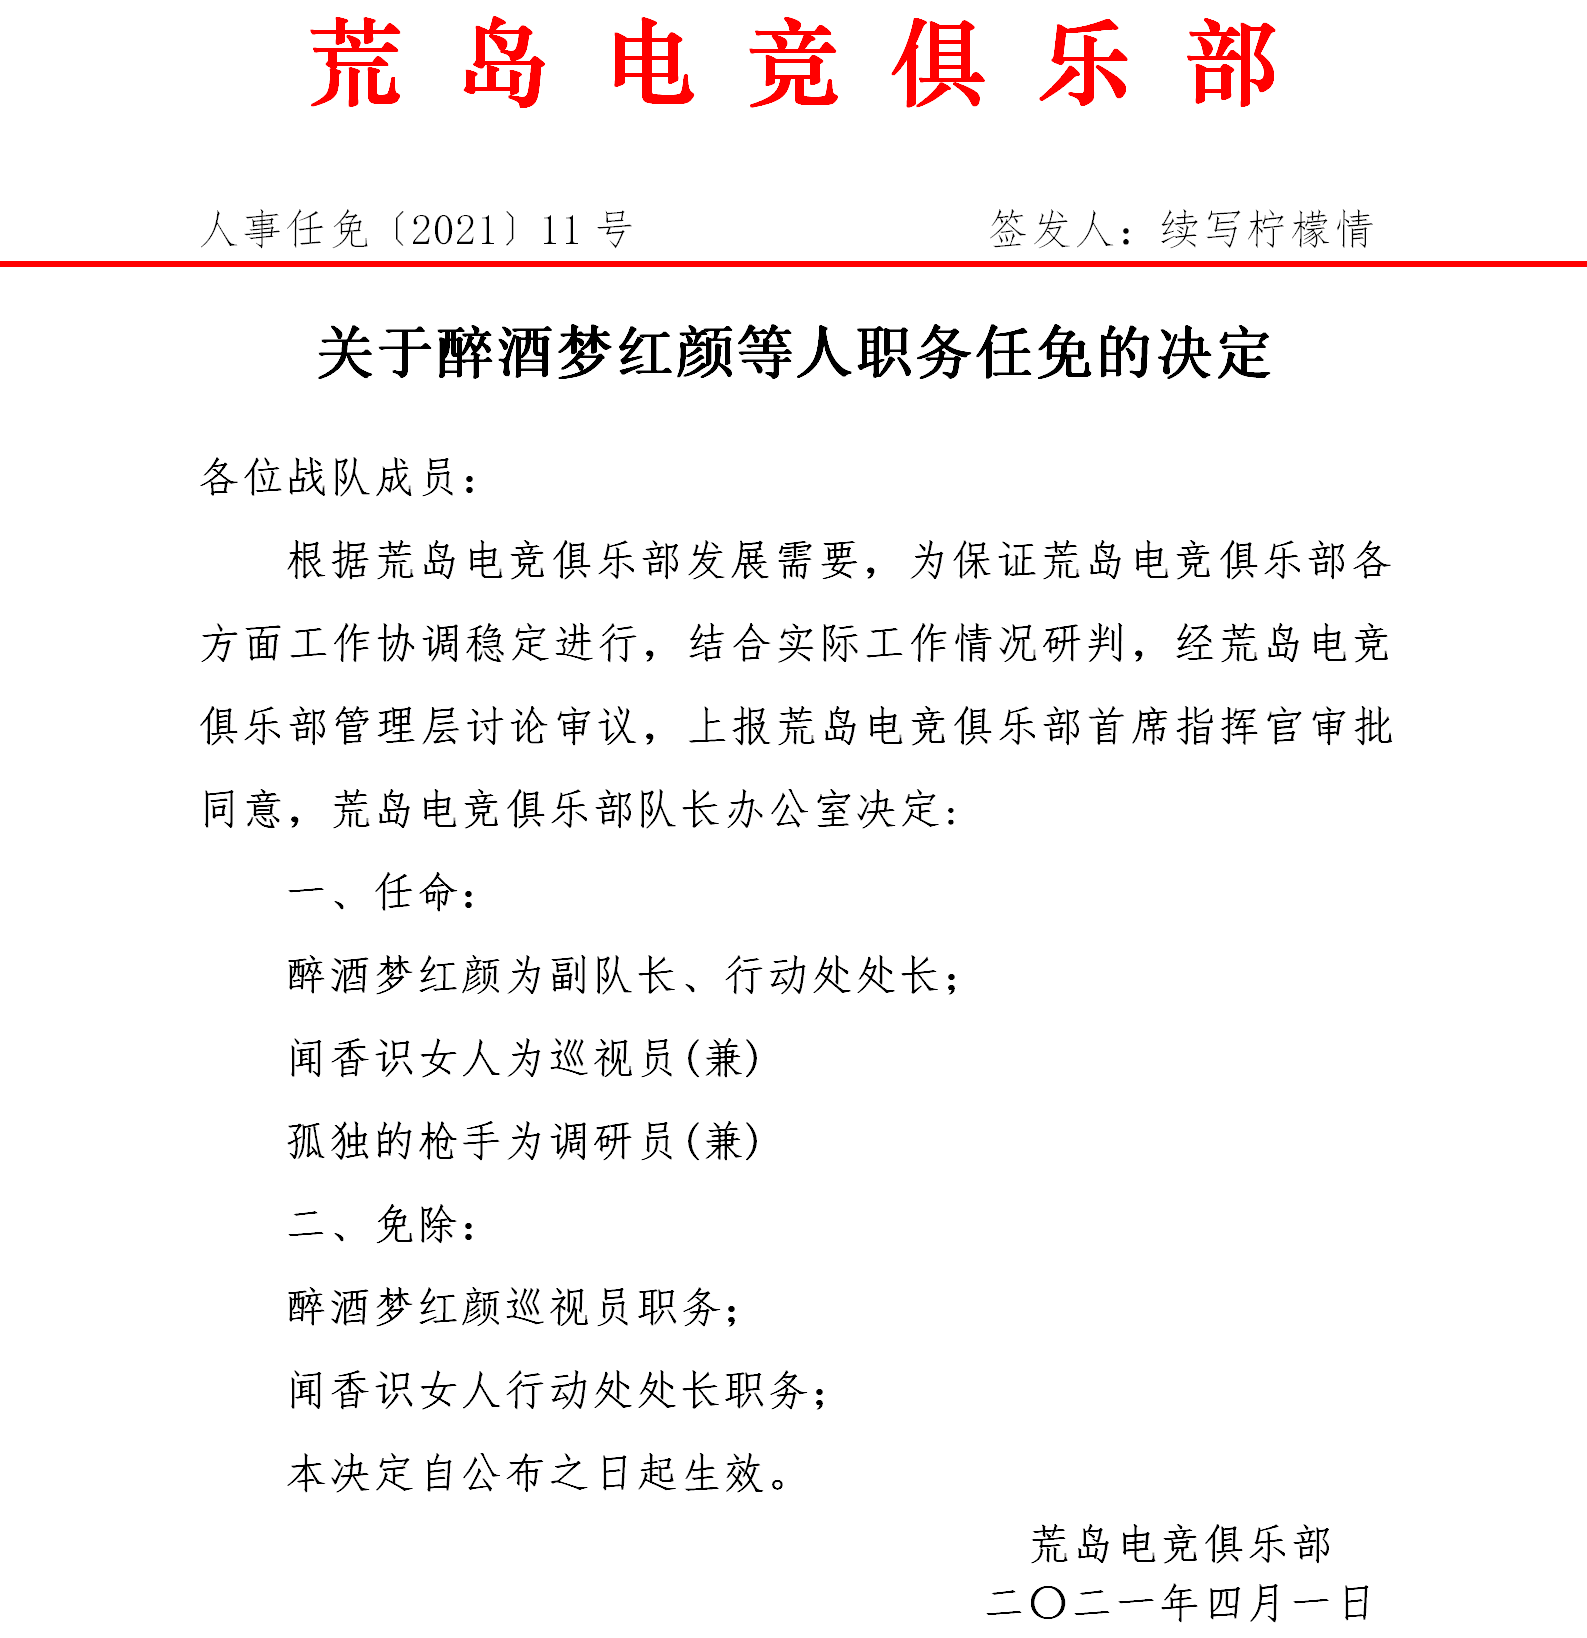 荒岛电竞俱乐部
人事任免〔2021〕11号 签发人：续写柠檬情
关于醉酒梦红颜等人职务任免的决定
各位战队成员：
根据荒岛电竞俱乐部发展需要，为保证荒岛电竞俱乐部各
方面工作协调稳定进行，结合实际工作情况研判，经荒岛电竞
俱乐部管理层讨论审议，上报荒岛电竞俱乐部首席指挥官审批
同意，荒岛电竞俱乐部队长办公室决定:
一、任命：
醉酒梦红颜为副队长、行动处处长；
闻香识女人为巡视员(兼)
孤独的枪手为调研员(兼)
二、免除：
醉酒梦红颜巡视员职务；
闻香识女人行动处处长职务；
本决定自公布之日起生效。
荒岛电竞俱乐部
二〇二一年四月一日